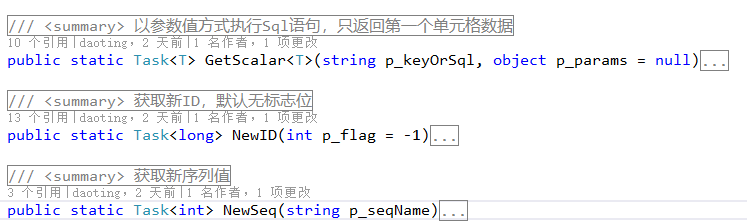 /// <summary> 以参数值方式执行Sql语句，只返回第一个单元格数据
10 个引用|daoting，2 天前|1 名作者，1 项更改
public static Task<T> GetScalar<T>(string p_keyOrSql, object p_params = null)...
/// <summary> 获取新ID，默认无标志位
13 个引用|daoting，2 天前|1 名作者，1 项更改
public static Task<long> NewID(int p_flag = -1)...
/// <summary> 获取新序列值
3 个引用|daoting，2 天前|1 名作者，1 项更改
public static Task<int> NewSeq(string p_seqName)...